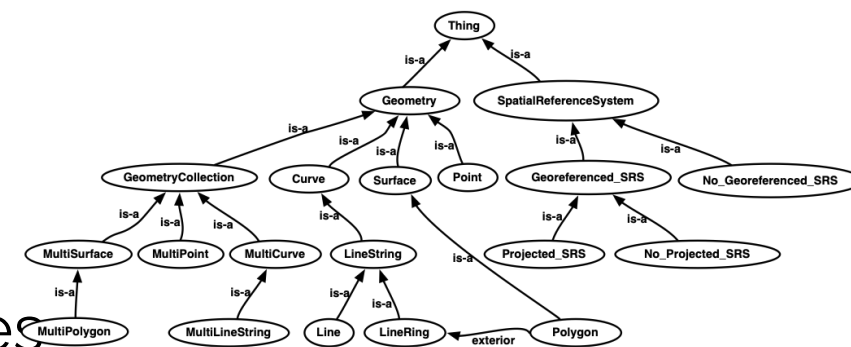 Thing
is-a is-a
Geometry SpatialReferenceSystem
is-a is-a is-a is-a is-a is-a
GeometryCollection Curve Surface Point Georeferenced_SRS No_Georeferenced_SRS
is-a is-a is-a is-a is-a is-a
MultiSurface MultiPoint MultiCurve LineString Projected_SRS No_Projected_SRS
is-a is-a is-a is-a is-a
MultiPolygon MultiLineString Line LineRing exterior Polygon